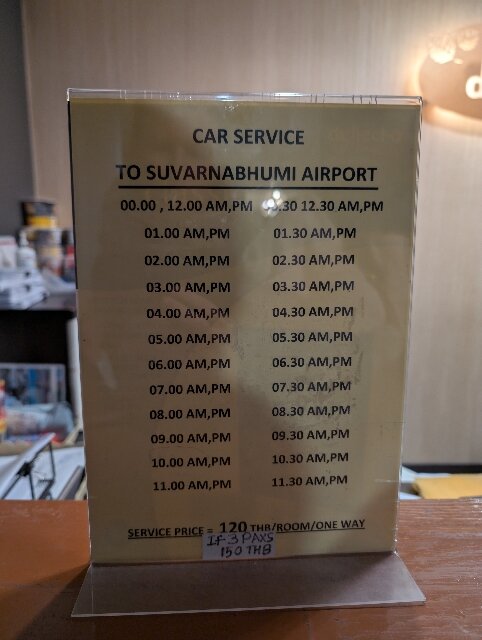 CAR SERVICE
TO SUVARNABHUMI AIRPORT
00.00 , 12.00 AM,PM 00.30 12.30 AM,PM
01.00 AM,PM 01.30 AM,PM
02.00 AM,PM 02.30 AM,PM
03.00 AM,PM 03.30 AM,PM
04.00 AM,PM 04.30 AM,PM
05.00 AM,PM 05.30 AM,PM
06.00 AM,PM 06.30 AM,PM
07.00 AM,PM 07.30 AM,PM
08.00 AM,PM 08.30 AM,PM
09.00 AM,PM 09.30 AM,PM
10.00 AM,PM 10.30 AM,PM
11.00 AM,PM 11.30 AM,PM
SERVICE PRICE = 120 THB/ROOM/ONE WAY
IF 3 PAXS
150 THB